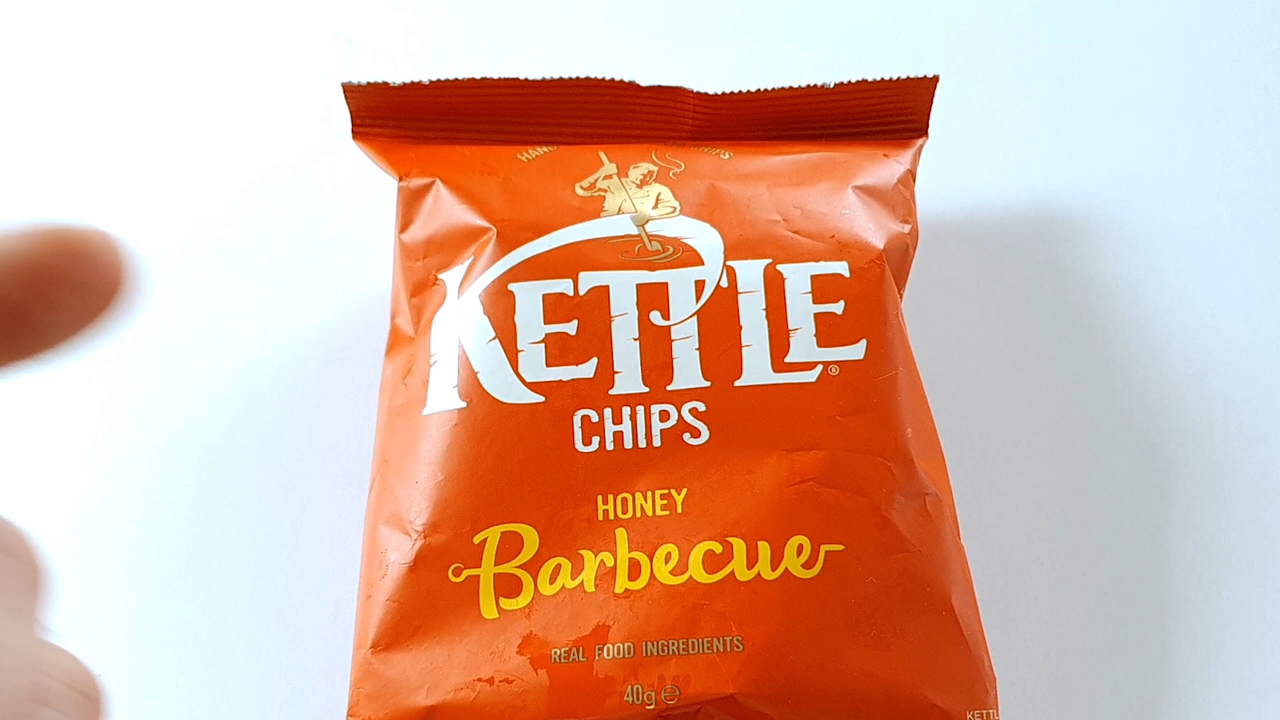 KETTLE®
CHIPS
HONEY
Barbecue
REAL FOOD INGREDIENTS
40g ℮